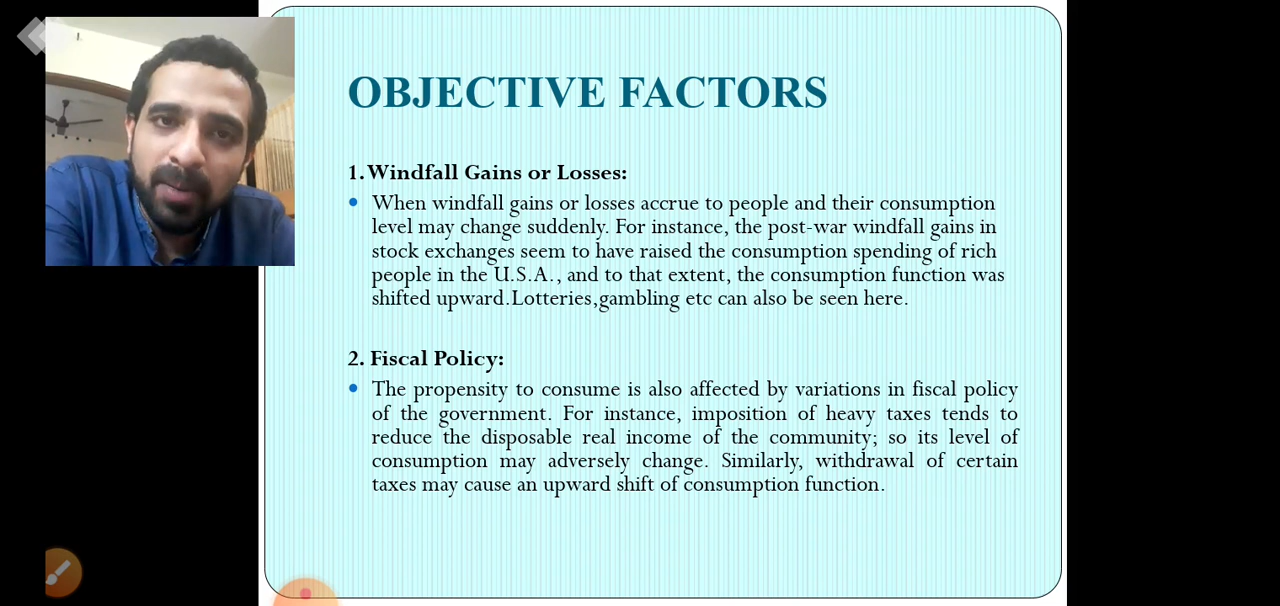 OBJECTIVE FACTORS
1. Windfall Gains or Losses:
When windfall gains or losses accrue to people and their consumption
level may change suddenly. For instance, the post-war windfall gains in
stock exchanges seem to have raised the consumption spending of rich
people in the U.S.A., and to that extent, the consumption function was
shifted upward.Lotteries,gambling etc can also be seen here.
2. Fiscal Policy:
The propensity to consume is also affected by variations in fiscal policy
of the government. For instance, imposition of heavy taxes tends to
reduce the disposable real income of the community; so its level of
consumption may adversely change. Similarly, withdrawal of certain
taxes may cause an upward shift of consumption function.